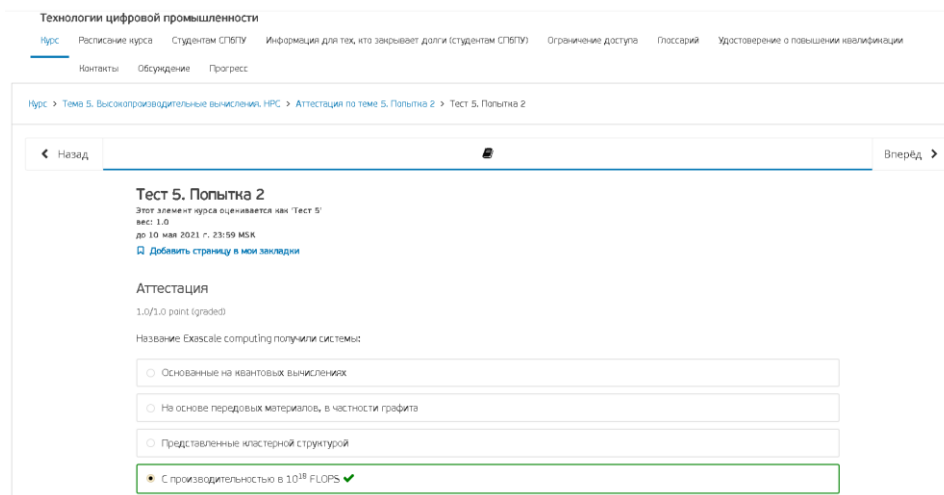 Технологии цифровой промышленности
Курс Расписание курса Студентам СПбПУ Информация для тех, кто закрывает долги (студентам СПбПУ) Ограничение доступа Глоссарий Удостоверение о повышении квалификации
Контакты Обсуждение Прогресс
Курс > Тема 5. Высокопроизводительные вычисления. HPC > Аттестация по теме 5. Попытка 2 > Тест 5. Попытка 2
Назад Вперёд
Тест 5. Попытка 2
Этот элемент курса оценивается как 'Тест 5'
вес: 1.0
до 10 мая 2021 г. 23:59 MSK
Добавить страницу в мои закладки
Аттестация
1.0/1.0 point (graded)
Название Exascale computing получили системы:
Основанные на квантовых вычислениях
На основе передовых материалов, в частности графита
Представленные кластерной структурой
С производительностью в 10¹⁸ FLOPS